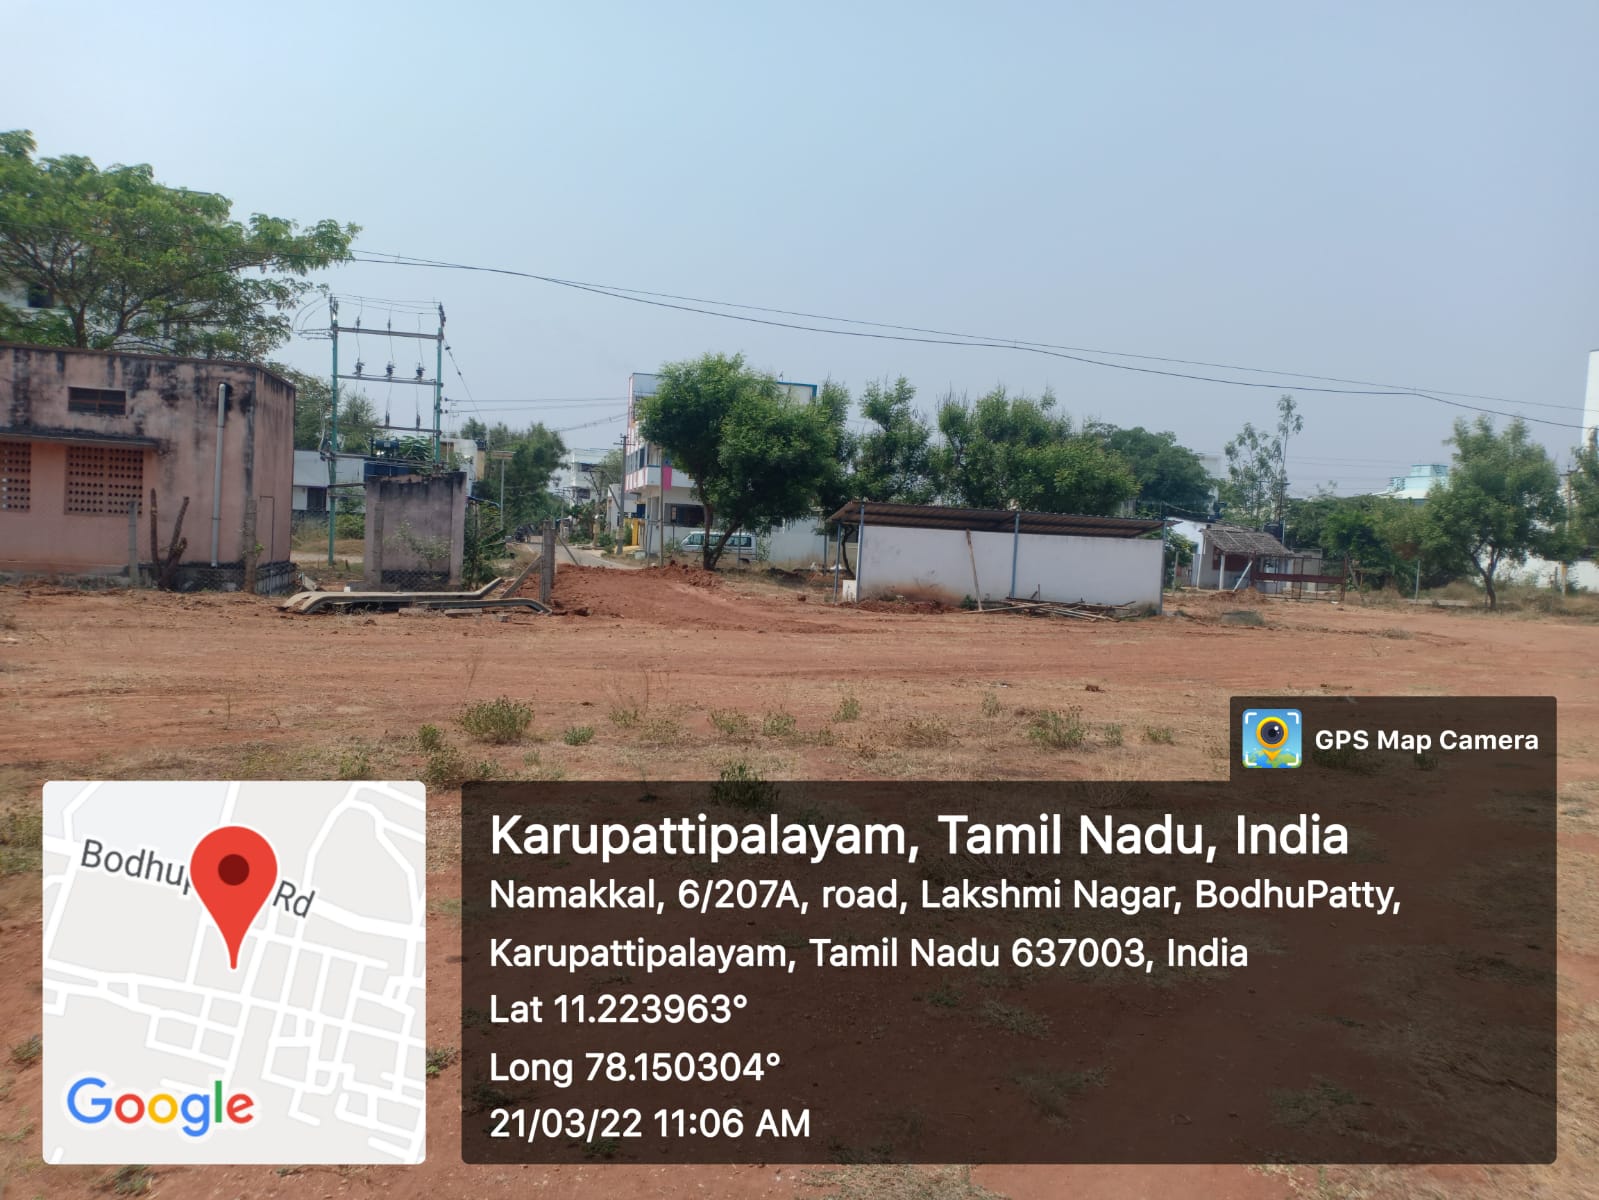 GPS Map Camera
Karupattipalayam, Tamil Nadu, India
Namakkal, 6/207A, road, Lakshmi Nagar, BodhuPatty,
Karupattipalayam, Tamil Nadu 637003, India
Lat 11.223963°
Long 78.150304°
21/03/22 11:06 AM
Rd
Google